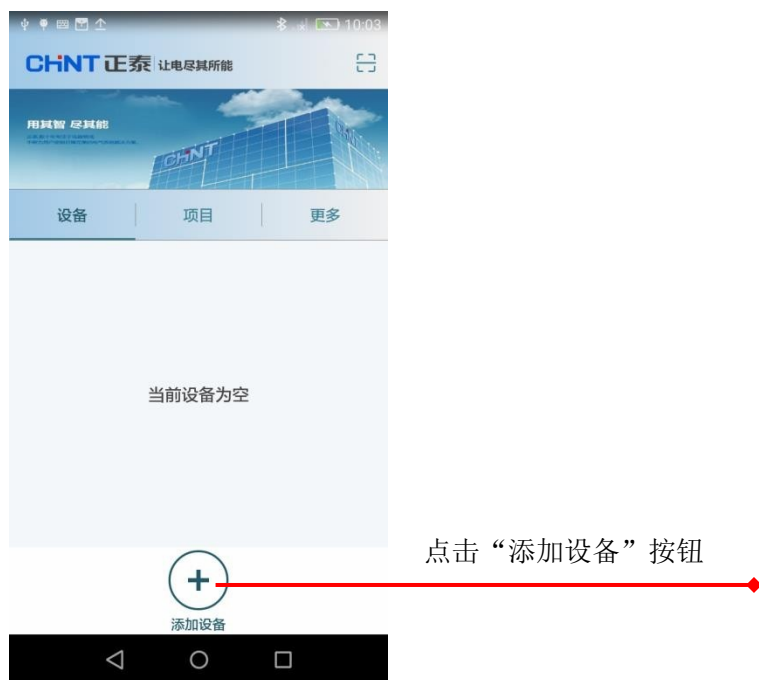 10:03
CHNT 正泰 让电尽其所能
用其智 尽其能
CHNT
设备 项目 更多
当前设备为空
点击“添加设备”按钮
添加设备